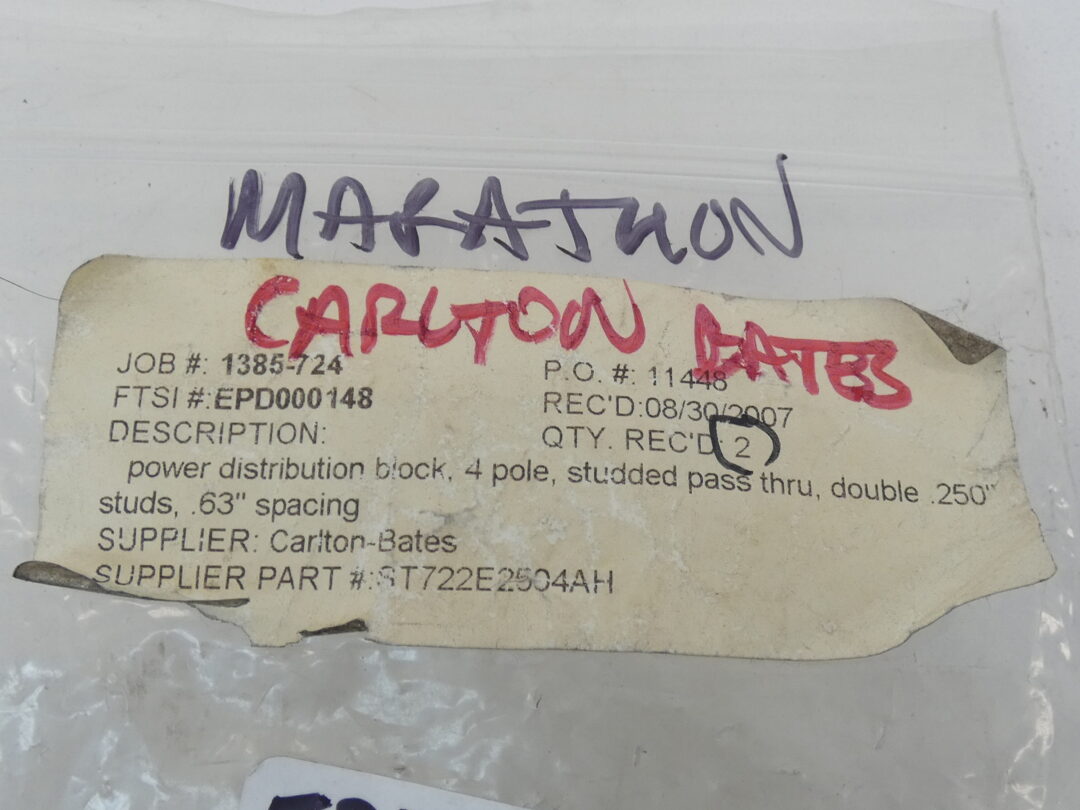 MARATHON
CARLTON BATES
JOB #: 1385-724
P.O. #: 11448
FTSI #:EPD000148
REC'D:08/30/2007
DESCRIPTION:
QTY. REC'D: 2
power distribution block, 4 pole, studded pass thru, double .250"
studs, .63" spacing
SUPPLIER: Carlton-Bates
SUPPLIER PART #:ST722E2504AH